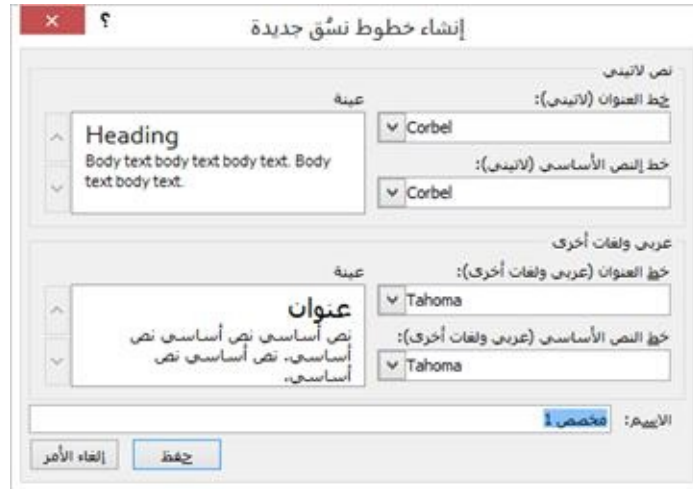 إنشاء خطوط نسُق جديدة
؟
نص لاتيني
خط العنوان (لاتيني):
Corbel
خط النص الأساسي (لاتيني):
Corbel
عينة
Heading
Body text body text body text. Body
text body text.
عربي ولغات أخرى
خط العنوان (عربي ولغات أخرى):
Tahoma
خط النص الأساسي (عربي ولغات أخرى):
Tahoma
عينة
عنوان
نص أساسي نص أساسي نص
أساسي. نص أساسي نص
أساسي.
الاسم: مخصص 1
حفظ
إلغاء الأمر